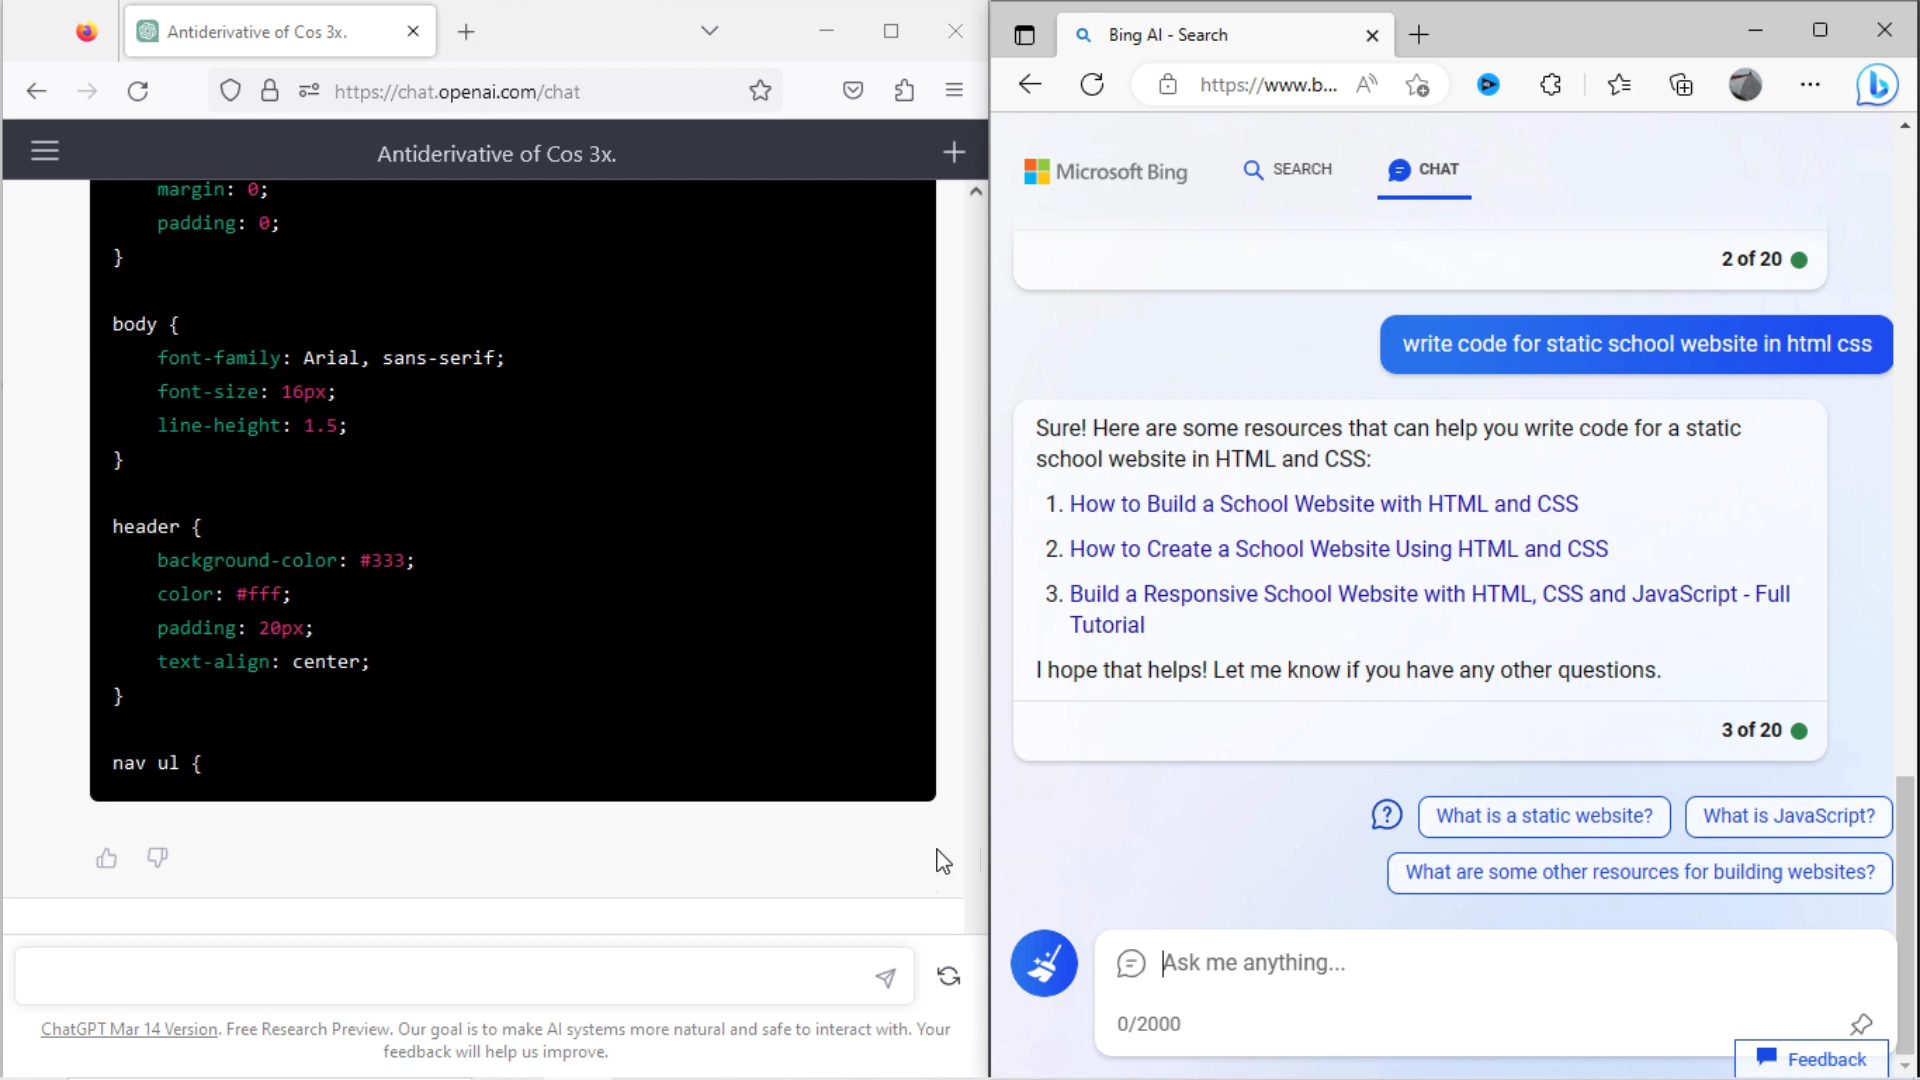 Antiderivative of Cos 3x.
https://chat.openai.com/chat
Antiderivative of Cos 3x.
margin: 0;
padding: 0;
}
body {
font-family: Arial, sans-serif;
font-size: 16px;
line-height: 1.5;
}
header {
background-color: #333;
color: #fff;
padding: 20px;
text-align: center;
}
nav ul {
ChatGPT Mar 14 Version. Free Research Preview. Our goal is to make AI systems more natural and safe to interact with. Your
feedback will help us improve.
Bing AI - Search
https://www.b...
Microsoft Bing
SEARCH
CHAT
2 of 20
write code for static school website in html css
Sure! Here are some resources that can help you write code for a static
school website in HTML and CSS:
1. How to Build a School Website with HTML and CSS
2. How to Create a School Website Using HTML and CSS
3. Build a Responsive School Website with HTML, CSS and JavaScript - Full
Tutorial
I hope that helps! Let me know if you have any other questions.
3 of 20
What is a static website?
What is JavaScript?
What are some other resources for building websites?
Ask me anything...
0/2000
Feedback